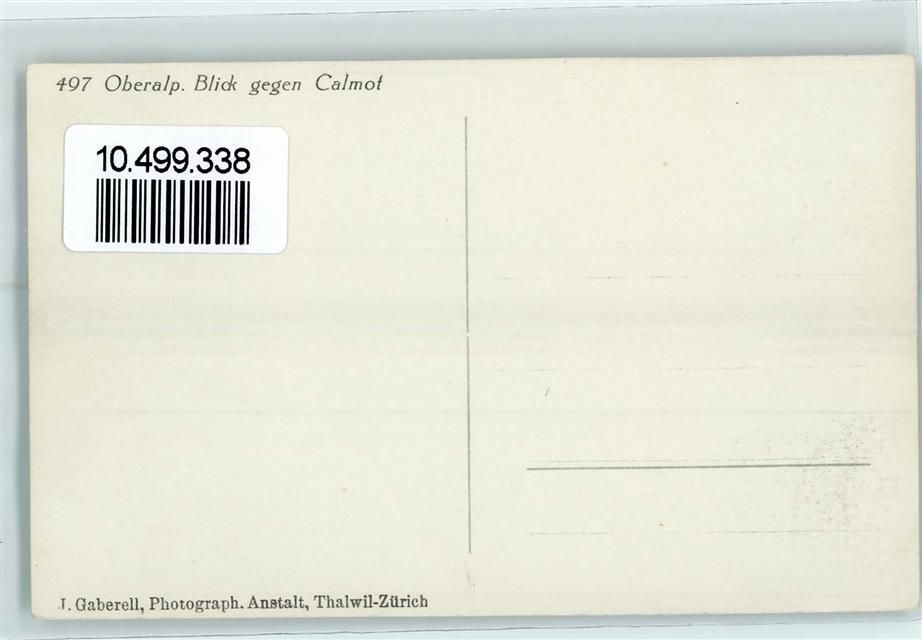 497 Oberalp. Blick gegen Calmot
10.499.338
J. Gaberell, Photograph. Anstalt, Thalwil-Zürich